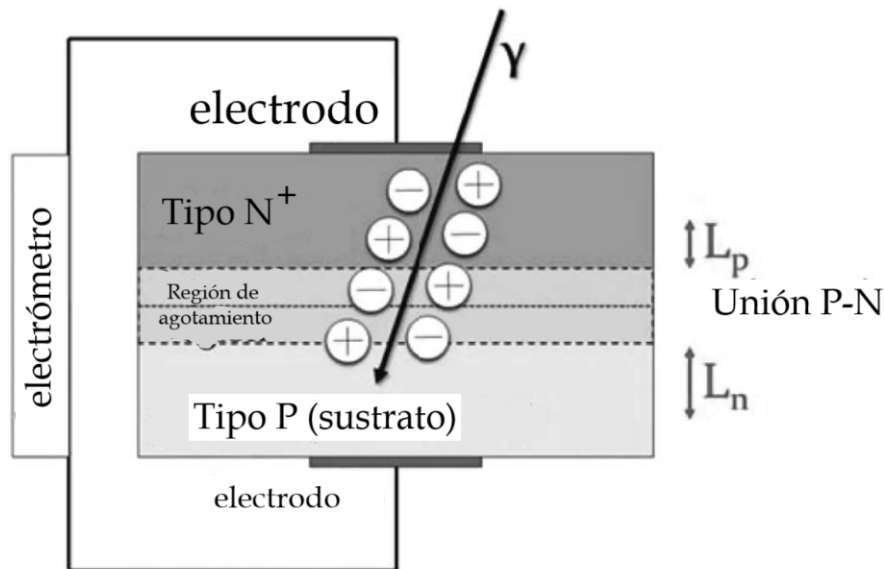 γ
electrodo
Tipo N⁺
Lₚ
Región de
agotamiento
Unión P-N
electrómetro
Lₙ
Tipo P (sustrato)
electrodo